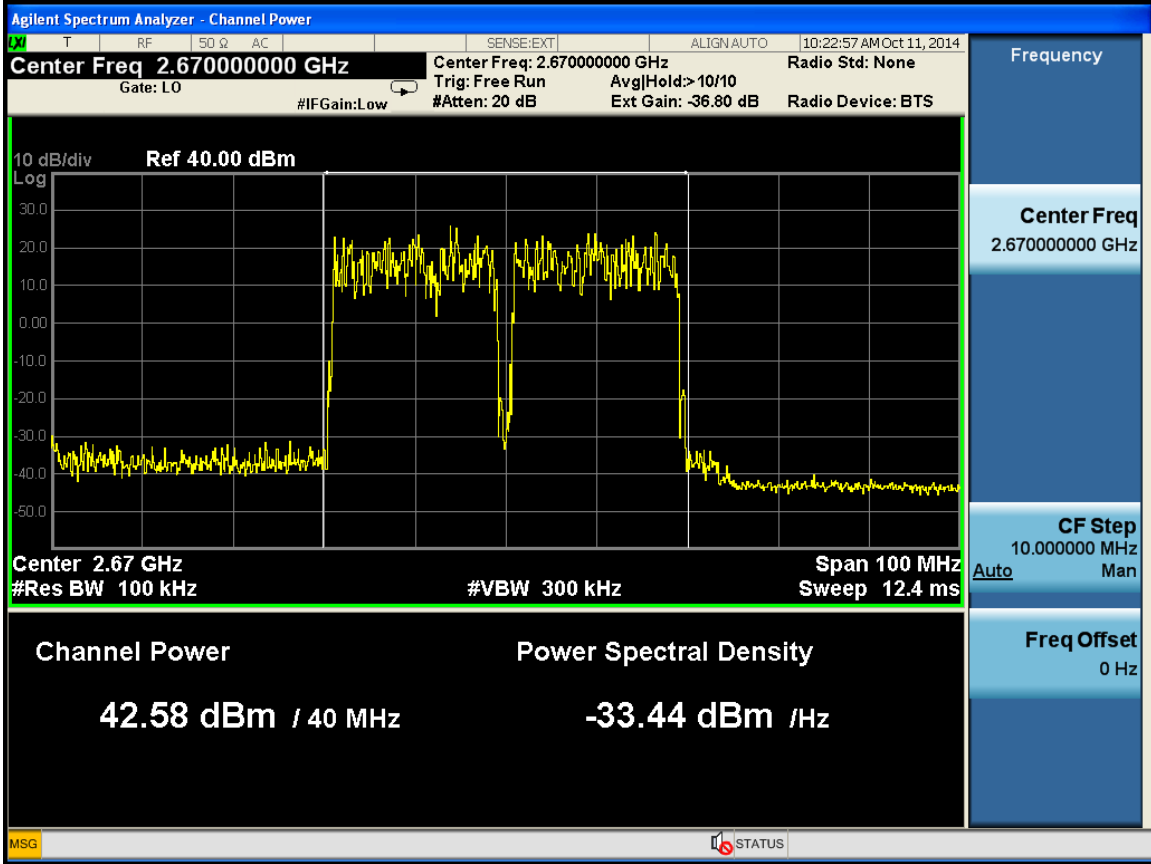 Agilent Spectrum Analyzer - Channel Power
LXI T RF 50 Ω AC SENSE:EXT ALIGN AUTO 10:22:57 AM Oct 11, 2014
Center Freq 2.670000000 GHz
Gate: LO
#IFGain:Low
Center Freq: 2.670000000 GHz
Trig: Free Run Avg|Hold:>10/10
#Atten: 20 dB Ext Gain: -36.80 dB
Radio Std: None
Radio Device: BTS
10 dB/div Ref 40.00 dBm
Log
30.0
20.0
10.0
0.00
-10.0
-20.0
-30.0
-40.0
-50.0
Center 2.67 GHz Span 100 MHz
#Res BW 100 kHz #VBW 300 kHz Sweep 12.4 ms
Channel Power Power Spectral Density
42.58 dBm / 40 MHz -33.44 dBm /Hz
Frequency
Center Freq
2.670000000 GHz
CF Step
10.000000 MHz
Auto Man
Freq Offset
0 Hz
MSG STATUS